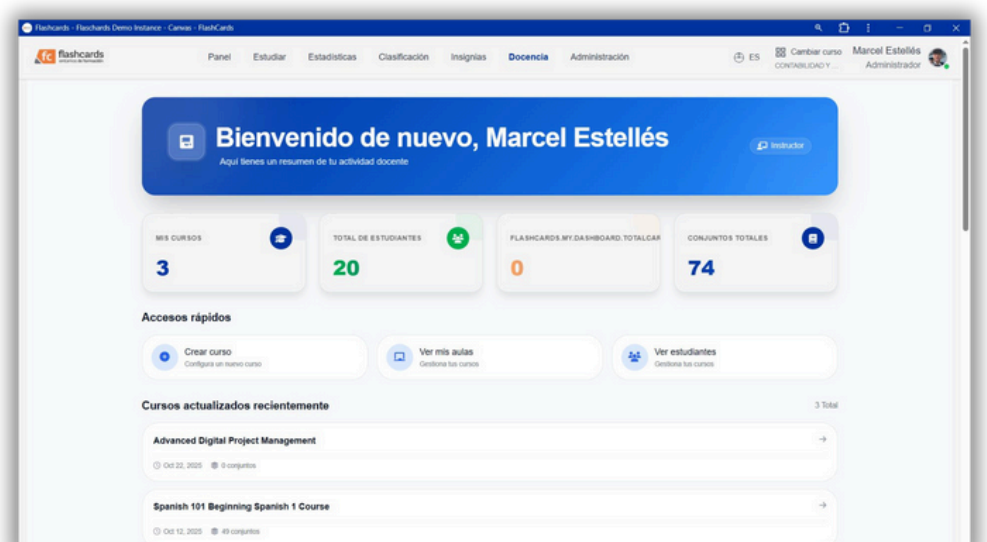 Flashcards - Flaschards Demo Instance - Canvas - FlashCards
fc flashcards
Panel Estudiar Estadísticas Clasificación Insignias Docencia Administración
ES
Cambiar curso
CONTABILIDAD Y ...
Marcel Estellés
Administrador
Bienvenido de nuevo, Marcel Estellés
Aquí tienes un resumen de tu actividad docente
Instructor
MIS CURSOS
3
TOTAL DE ESTUDIANTES
20
FLASHCARDS.MY.DASHBOARD.TOTALCAR
0
CONJUNTOS TOTALES
74
Accesos rápidos
Crear curso
Configura un nuevo curso
Ver mis aulas
Gestiona tus cursos
Ver estudiantes
Gestiona tus cursos
Cursos actualizados recientemente
3 Total
Advanced Digital Project Management
Oct 22, 2025 0 conjuntos
Spanish 101 Beginning Spanish 1 Course
Oct 12, 2025 49 conjuntos